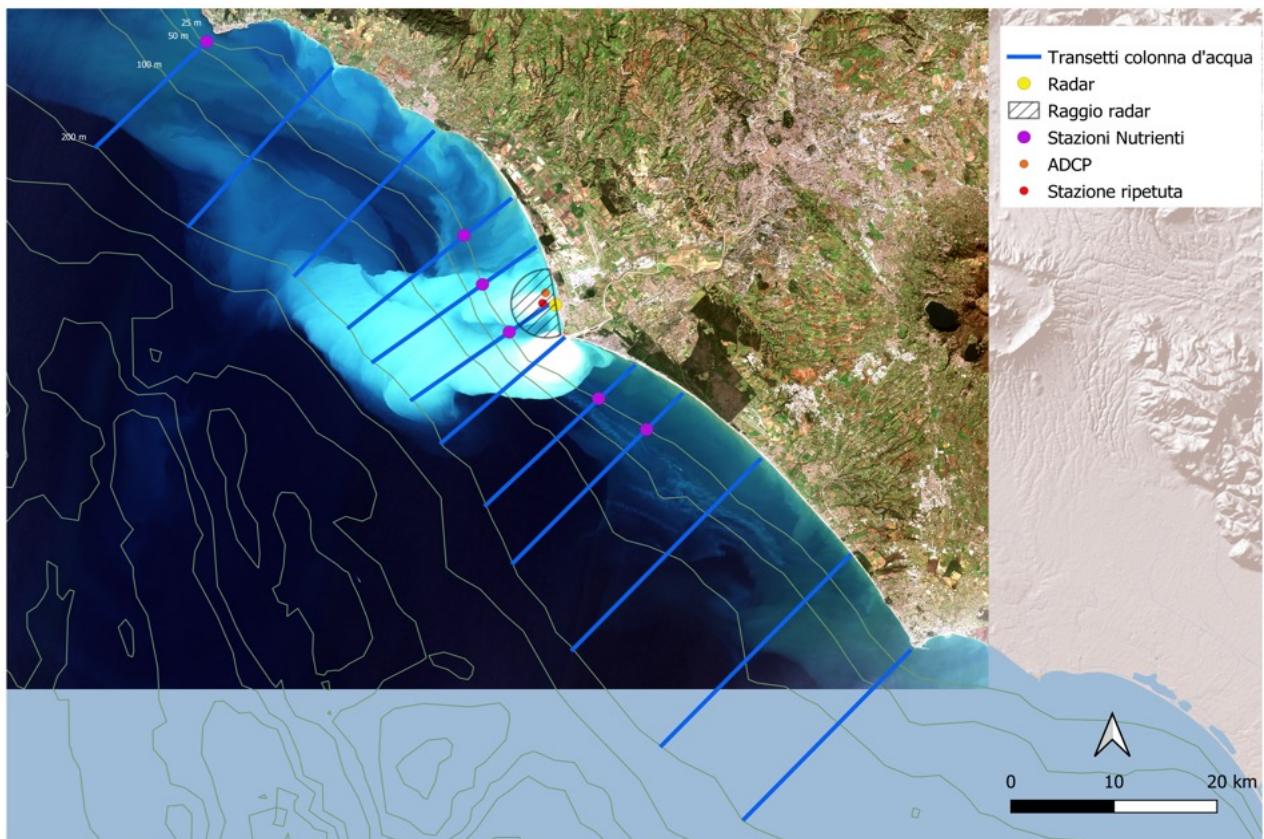 25 m
50 m
100 m
200 m
Transetti colonna d'acqua
Radar
Raggio radar
Stazioni Nutrienti
ADCP
Stazione ripetuta
0 10 20 km